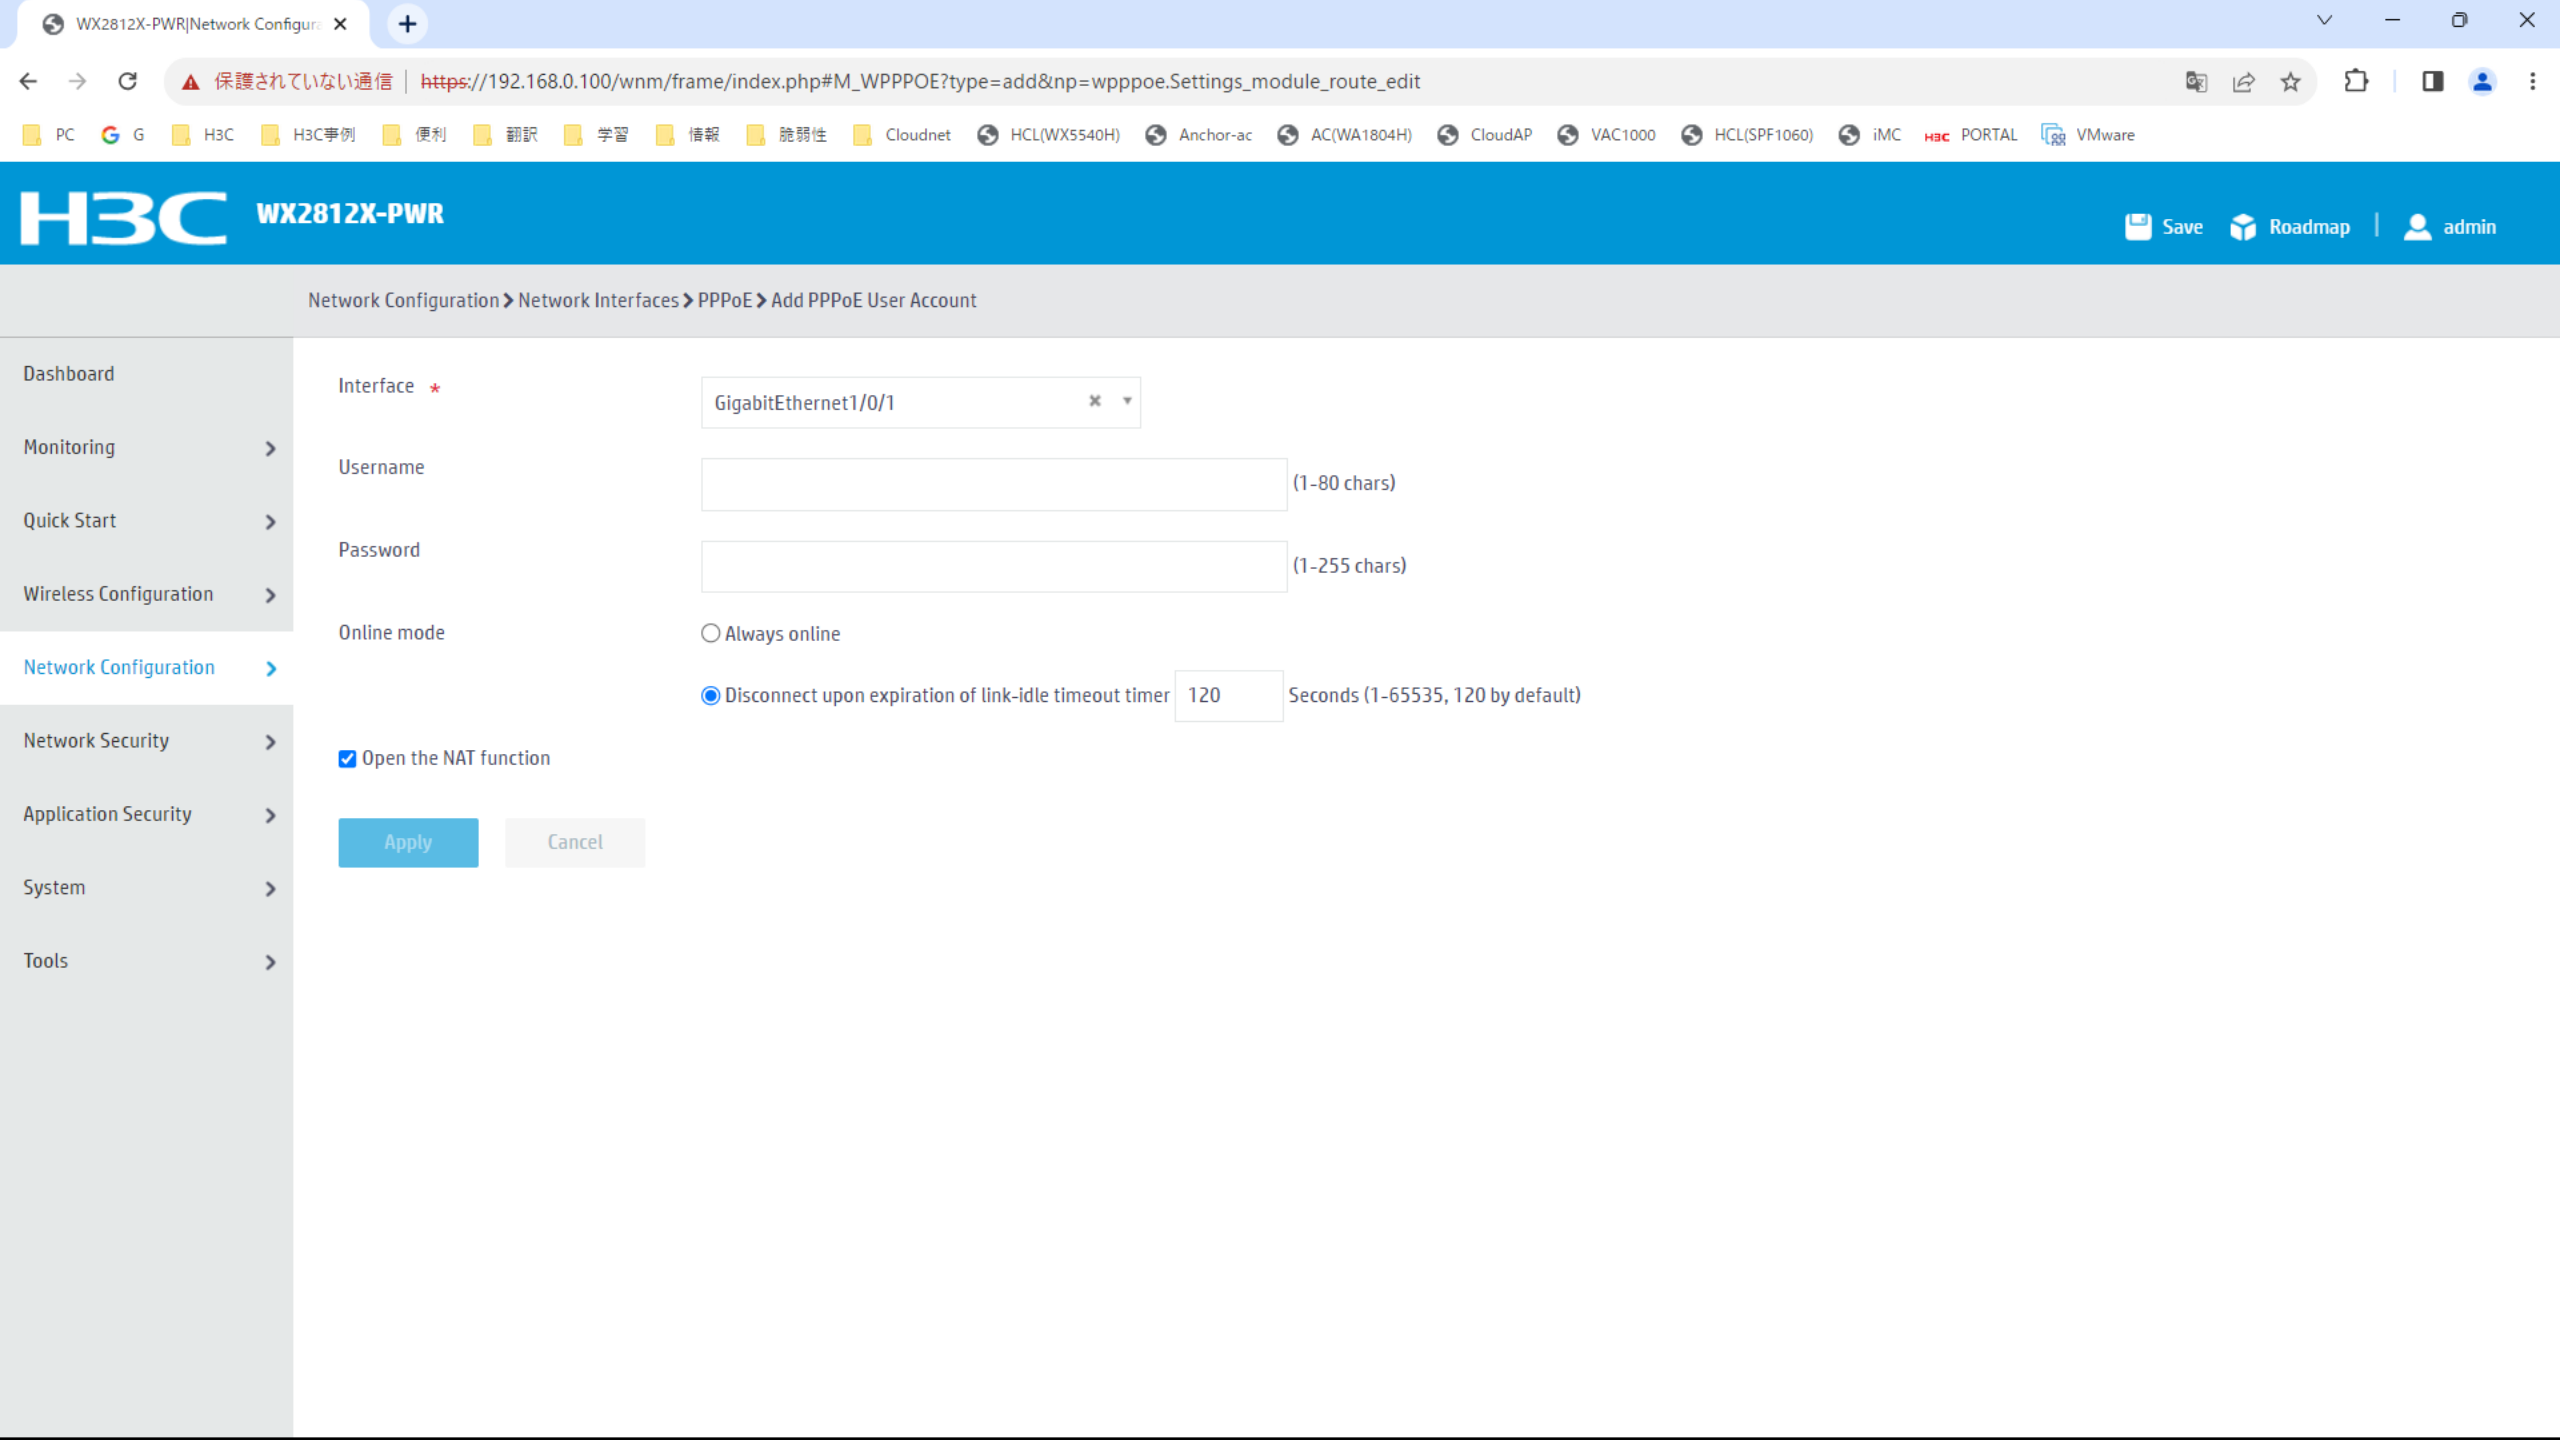 WX2812X-PWR|Network Configura
保護されていない通信 https://192.168.0.100/wnm/frame/index.php#M_WPPPOE?type=add&np=wpppoe.Settings_module_route_edit
PC G H3C H3C事例 便利 翻訳 学習 情報 脆弱性 Cloudnet HCL(WX5540H) Anchor-ac AC(WA1804H) CloudAP VAC1000 HCL(SPF1060) iMC H3C PORTAL VMware
H3C WX2812X-PWR
Save Roadmap admin
Network Configuration > Network Interfaces > PPPoE > Add PPPoE User Account
Dashboard
Monitoring
Quick Start
Wireless Configuration
Network Configuration
Network Security
Application Security
System
Tools
Interface * GigabitEthernet1/0/1
Username (1-80 chars)
Password (1-255 chars)
Online mode Always online
Disconnect upon expiration of link-idle timeout timer 120 Seconds (1-65535, 120 by default)
Open the NAT function
Apply Cancel